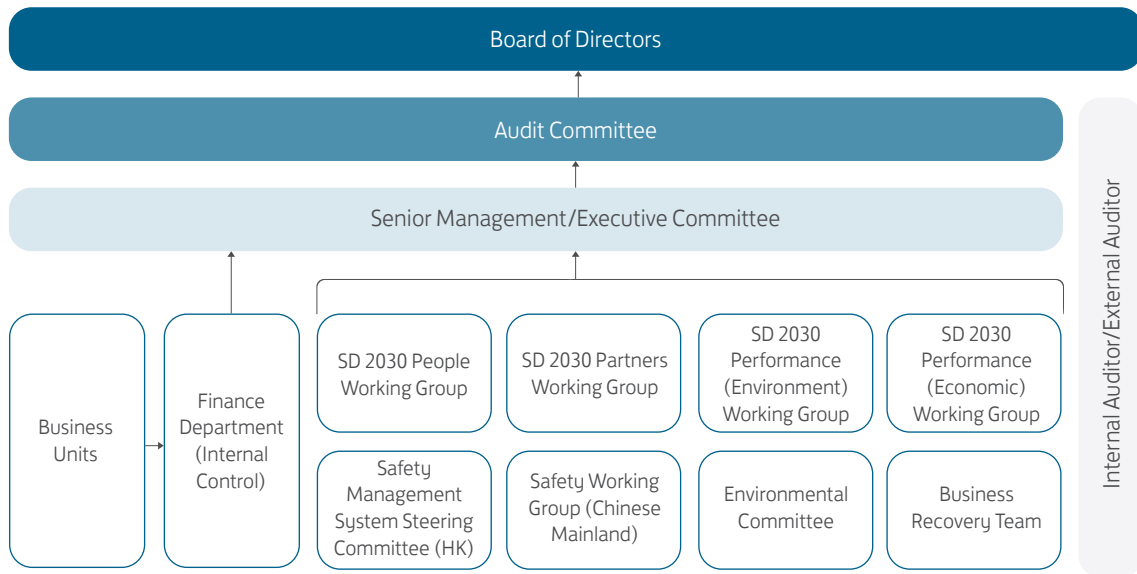 Board of Directors
Audit Committee
Senior Management/Executive Committee
Business
Units
Finance
Department
(Internal
Control)
SD 2030 People
Working Group
SD 2030 Partners
Working Group
SD 2030
Performance
(Environment)
Working Group
SD 2030
Performance
(Economic)
Working Group
Safety
Management
System Steering
Committee (HK)
Safety Working
Group (Chinese
Mainland)
Environmental
Committee
Business
Recovery Team
Internal Auditor/External Auditor